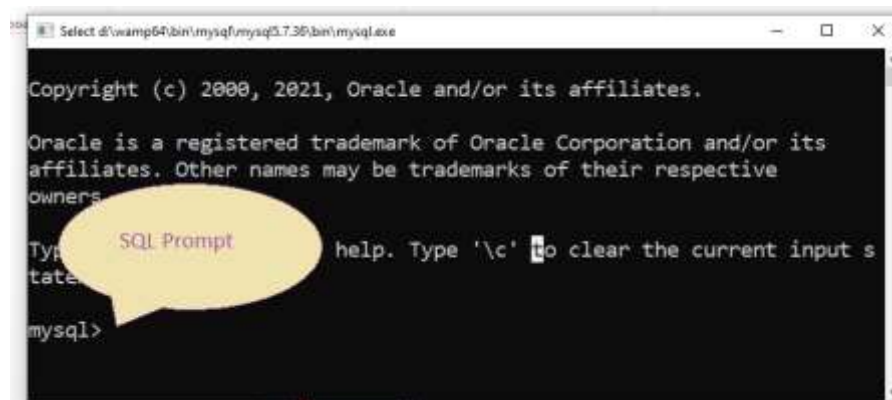 Select d:\wamp64\bin\mysql\mysql5.7.36\bin\mysql.exe
Copyright (c) 2000, 2021, Oracle and/or its affiliates.
Oracle is a registered trademark of Oracle Corporation and/or its
affiliates. Other names may be trademarks of their respective
owners
SQL Prompt
Typ help. Type '\c' to clear the current input s
tate
mysql>